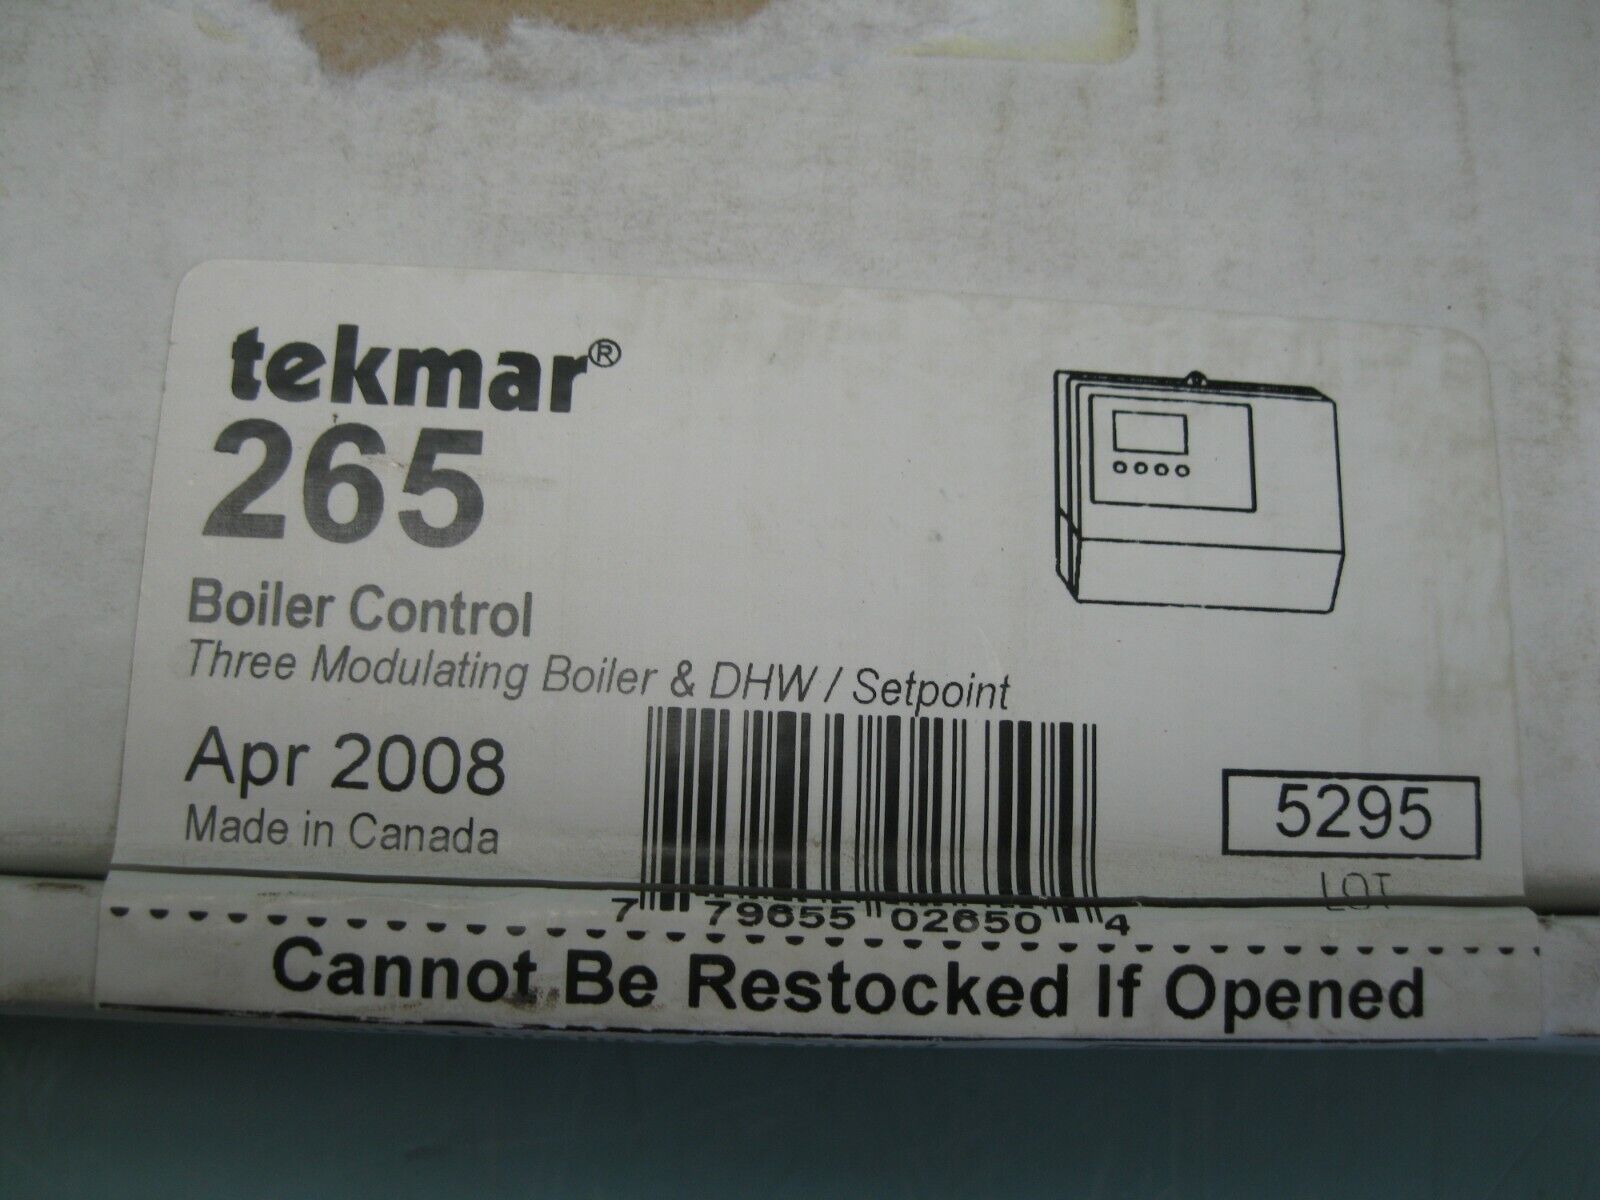 tekmar®
265
Boiler Control
Three Modulating Boiler & DHW / Setpoint
Apr 2008
Made in Canada
5295
LOT
7 79655 02650 4
Cannot Be Restocked If Opened